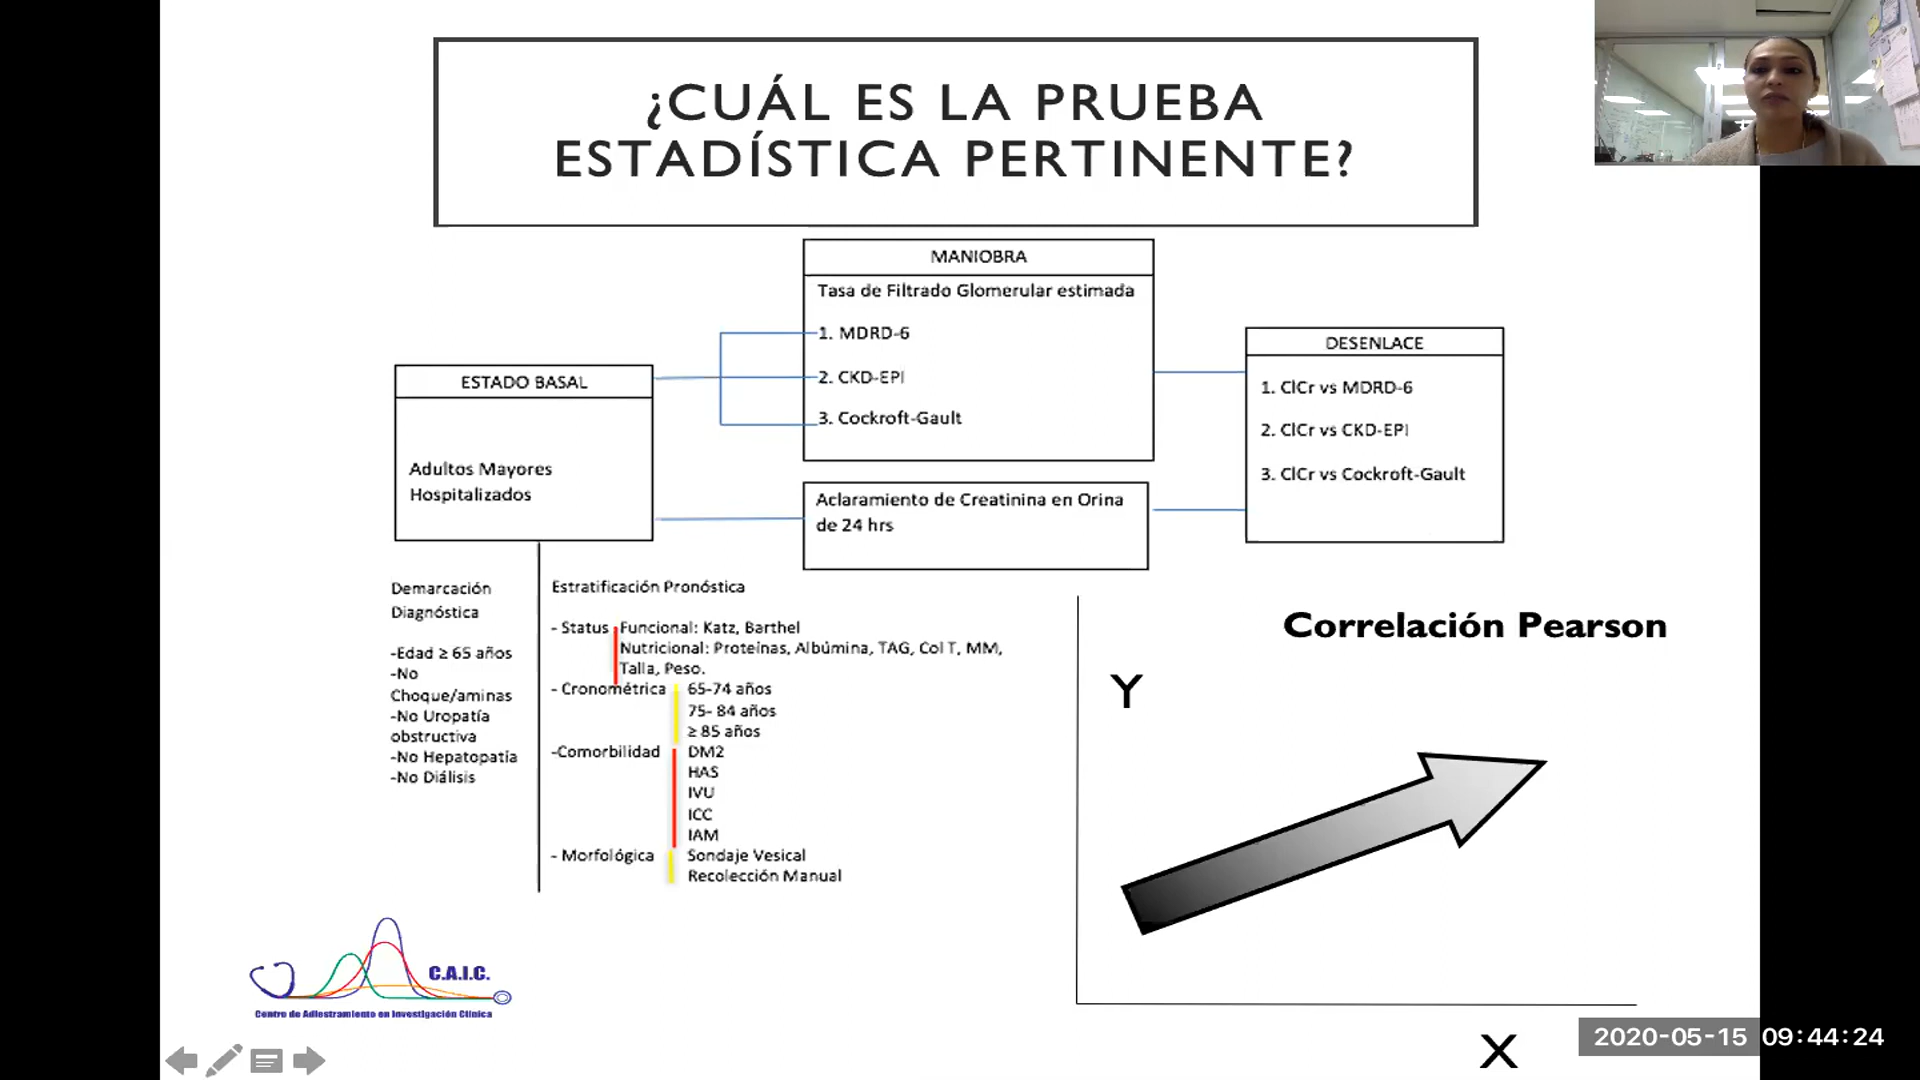 ¿CUÁL ES LA PRUEBA
ESTADÍSTICA PERTINENTE?
MANIOBRA
Tasa de Filtrado Glomerular estimada
1. MDRD-6
2. CKD-EPI
3. Cockroft-Gault
DESENLACE
1. ClCr vs MDRD-6
2. ClCr vs CKD-EPI
3. ClCr vs Cockroft-Gault
ESTADO BASAL
Adultos Mayores
Hospitalizados
Aclaramiento de Creatinina en Orina
de 24 hrs
Demarcación
Diagnóstica
-Edad ≥ 65 años
-No
Choque/aminas
-No Uropatía
obstructiva
-No Hepatopatía
-No Diálisis
Estratificación Pronóstica
- Status Funcional: Katz, Barthel
Nutricional: Proteínas, Albúmina, TAG, Col T, MM,
Talla, Peso.
- Cronométrica 65-74 años
75- 84 años
≥ 85 años
-Comorbilidad DM2
HAS
IVU
ICC
IAM
- Morfológica Sondaje Vesical
Recolección Manual
Correlación Pearson
Y
X
C.A.I.C.
Centro de Adiestramiento en Investigación Clínica
2020-05-15 09:44:24